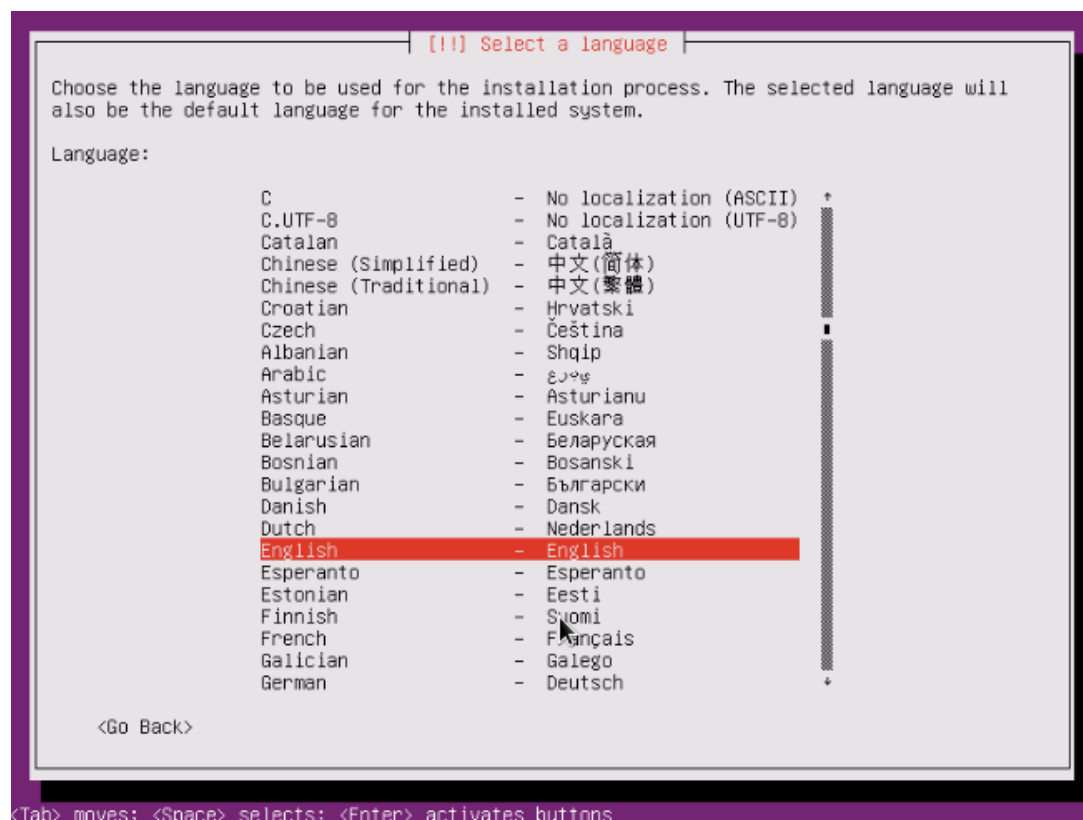 [!!] Select a language
Choose the language to be used for the installation process. The selected language will
also be the default language for the installed system.
Language:
C - No localization (ASCII)
C.UTF-8 - No localization (UTF-8)
Catalan - Català
Chinese (Simplified) - 中文(简体)
Chinese (Traditional) - 中文(繁體)
Croatian - Hrvatski
Czech - Čeština
Albanian - Shqip
Arabic - عربي
Asturian - Asturianu
Basque - Euskara
Belarusian - Беларуская
Bosnian - Bosanski
Bulgarian - Български
Danish - Dansk
Dutch - Nederlands
English - English
Esperanto - Esperanto
Estonian - Eesti
Finnish - Suomi
French - Français
Galician - Galego
German - Deutsch
<Go Back>
<Tab> moves; <Space> selects; <Enter> activates buttons